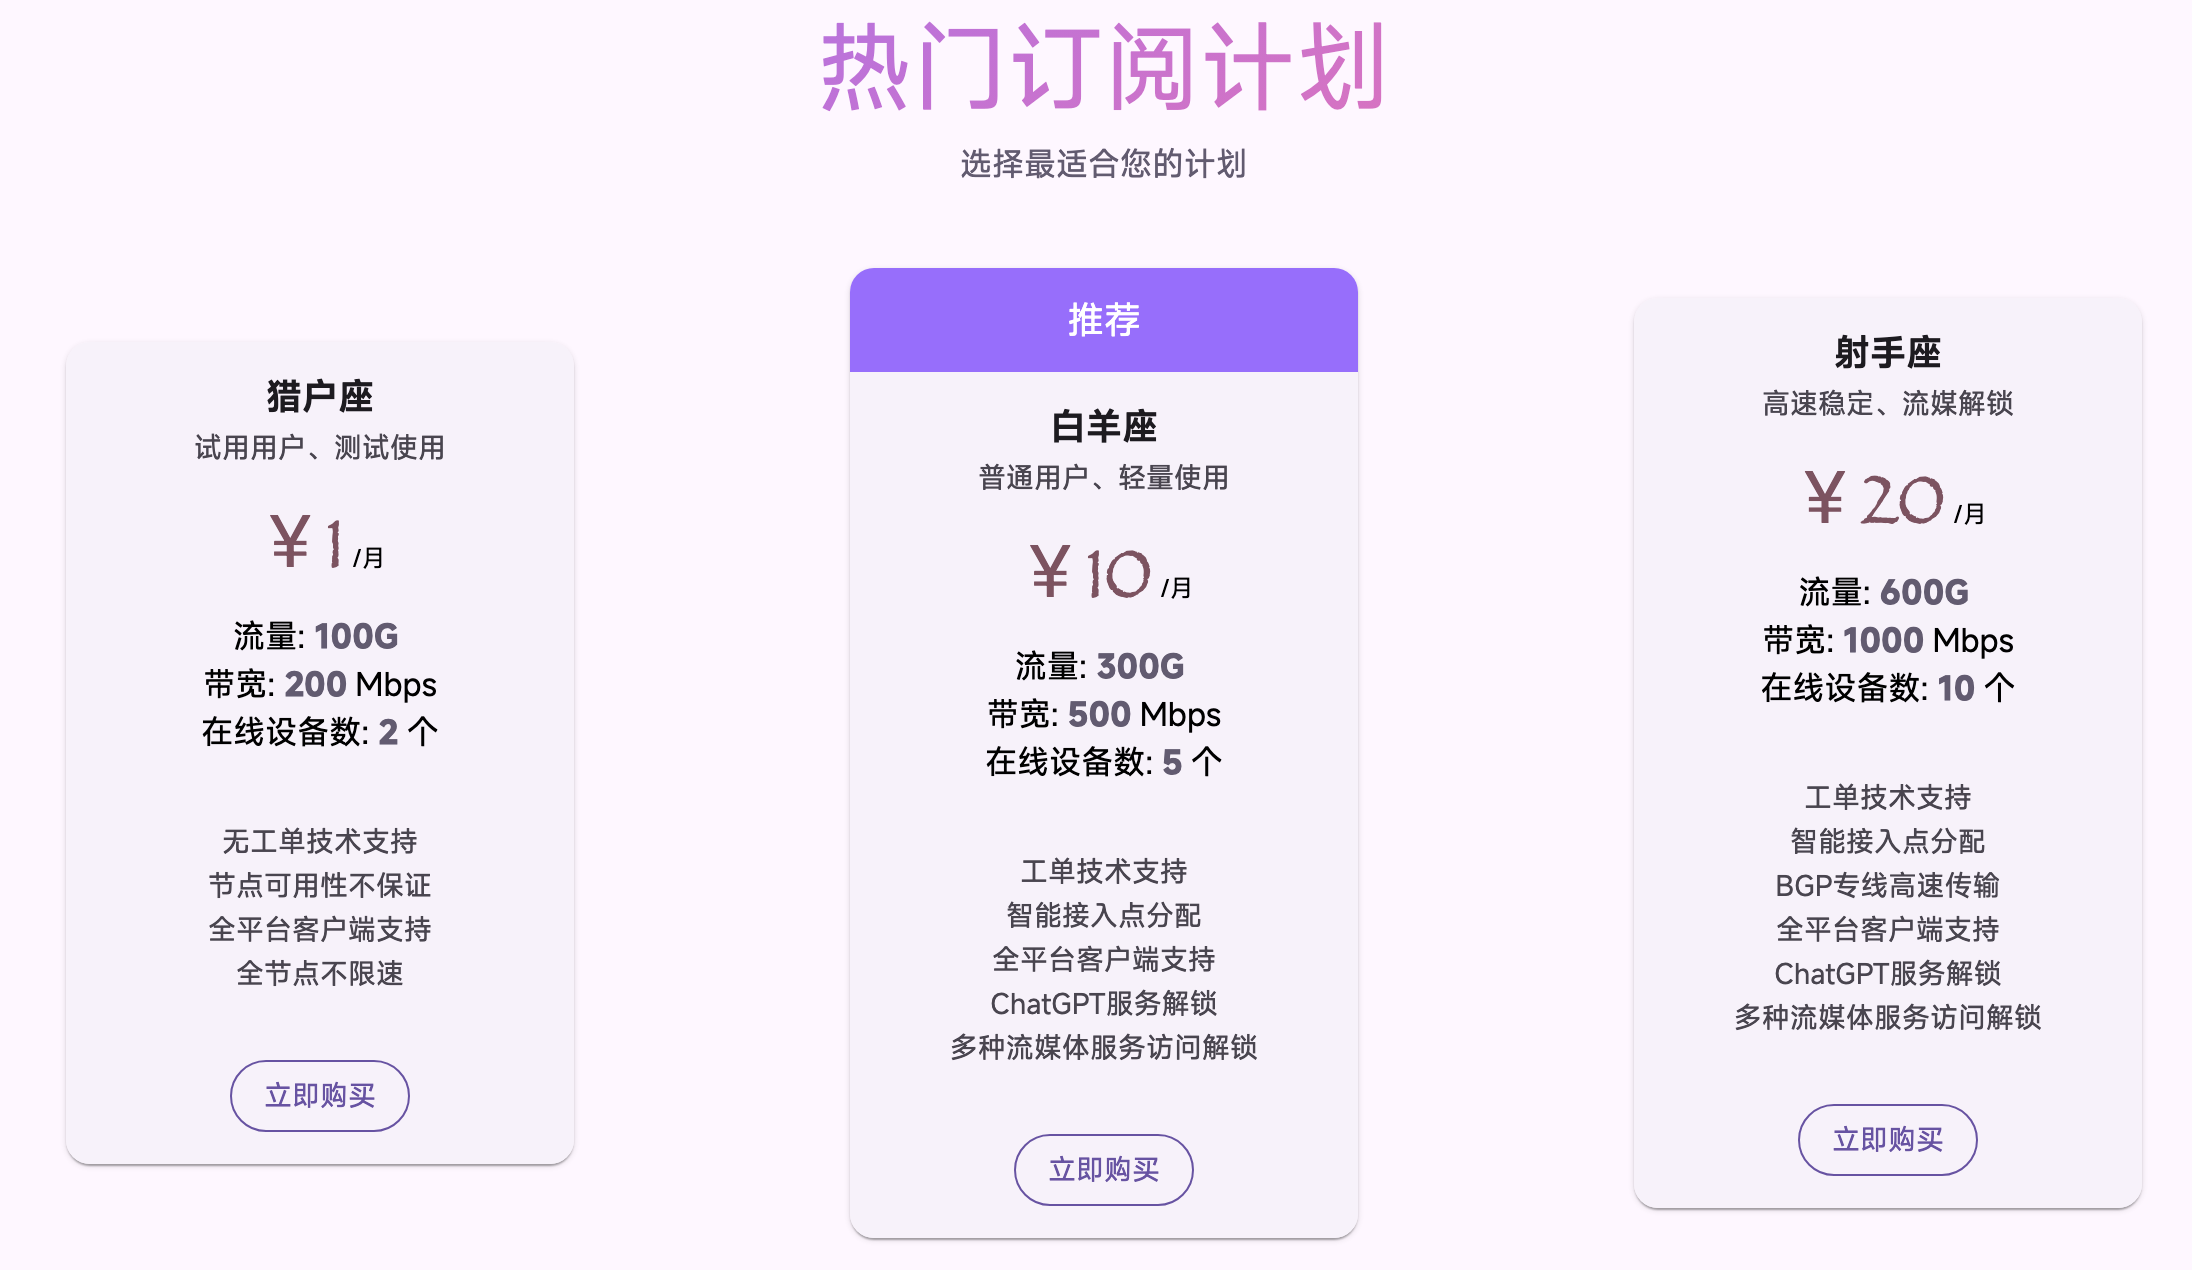 热门订阅计划
选择最适合您的计划
猎户座
试用用户、测试使用
¥ 1 /月
流量: 100G
带宽: 200 Mbps
在线设备数: 2 个
无工单技术支持
节点可用性不保证
全平台客户端支持
全节点不限速
立即购买
推荐
白羊座
普通用户、轻量使用
¥ 10 /月
流量: 300G
带宽: 500 Mbps
在线设备数: 5 个
工单技术支持
智能接入点分配
全平台客户端支持
ChatGPT服务解锁
多种流媒体服务访问解锁
立即购买
射手座
高速稳定、流媒解锁
¥ 20 /月
流量: 600G
带宽: 1000 Mbps
在线设备数: 10 个
工单技术支持
智能接入点分配
BGP专线高速传输
全平台客户端支持
ChatGPT服务解锁
多种流媒体服务访问解锁
立即购买